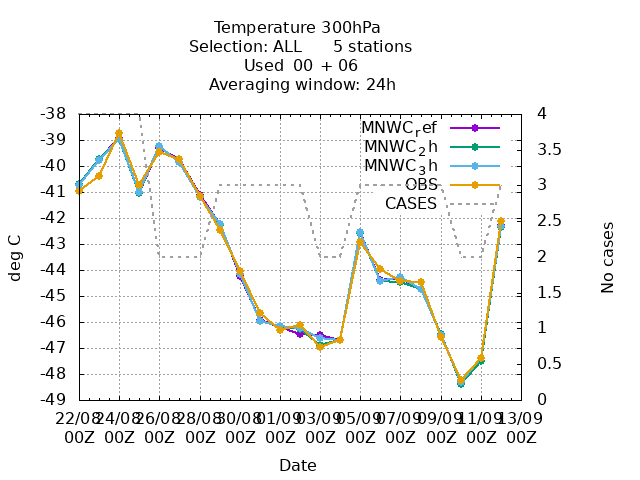 Temperature 300hPa
Selection: ALL 5 stations
Used 00 + 06
Averaging window: 24h
-38
-39
-40
-41
-42
-43
-44
-45
-46
-47
-48
-49
deg C
4
3.5
3
2.5
2
1.5
1
0.5
0
No cases
MNWCref
MNWC2h
MNWC3h
OBS
CASES
22/08 24/08 26/08 28/08 30/08 01/09 03/09 05/09 07/09 09/09 11/09 13/09
00Z 00Z 00Z 00Z 00Z 00Z 00Z 00Z 00Z 00Z 00Z 00Z
Date